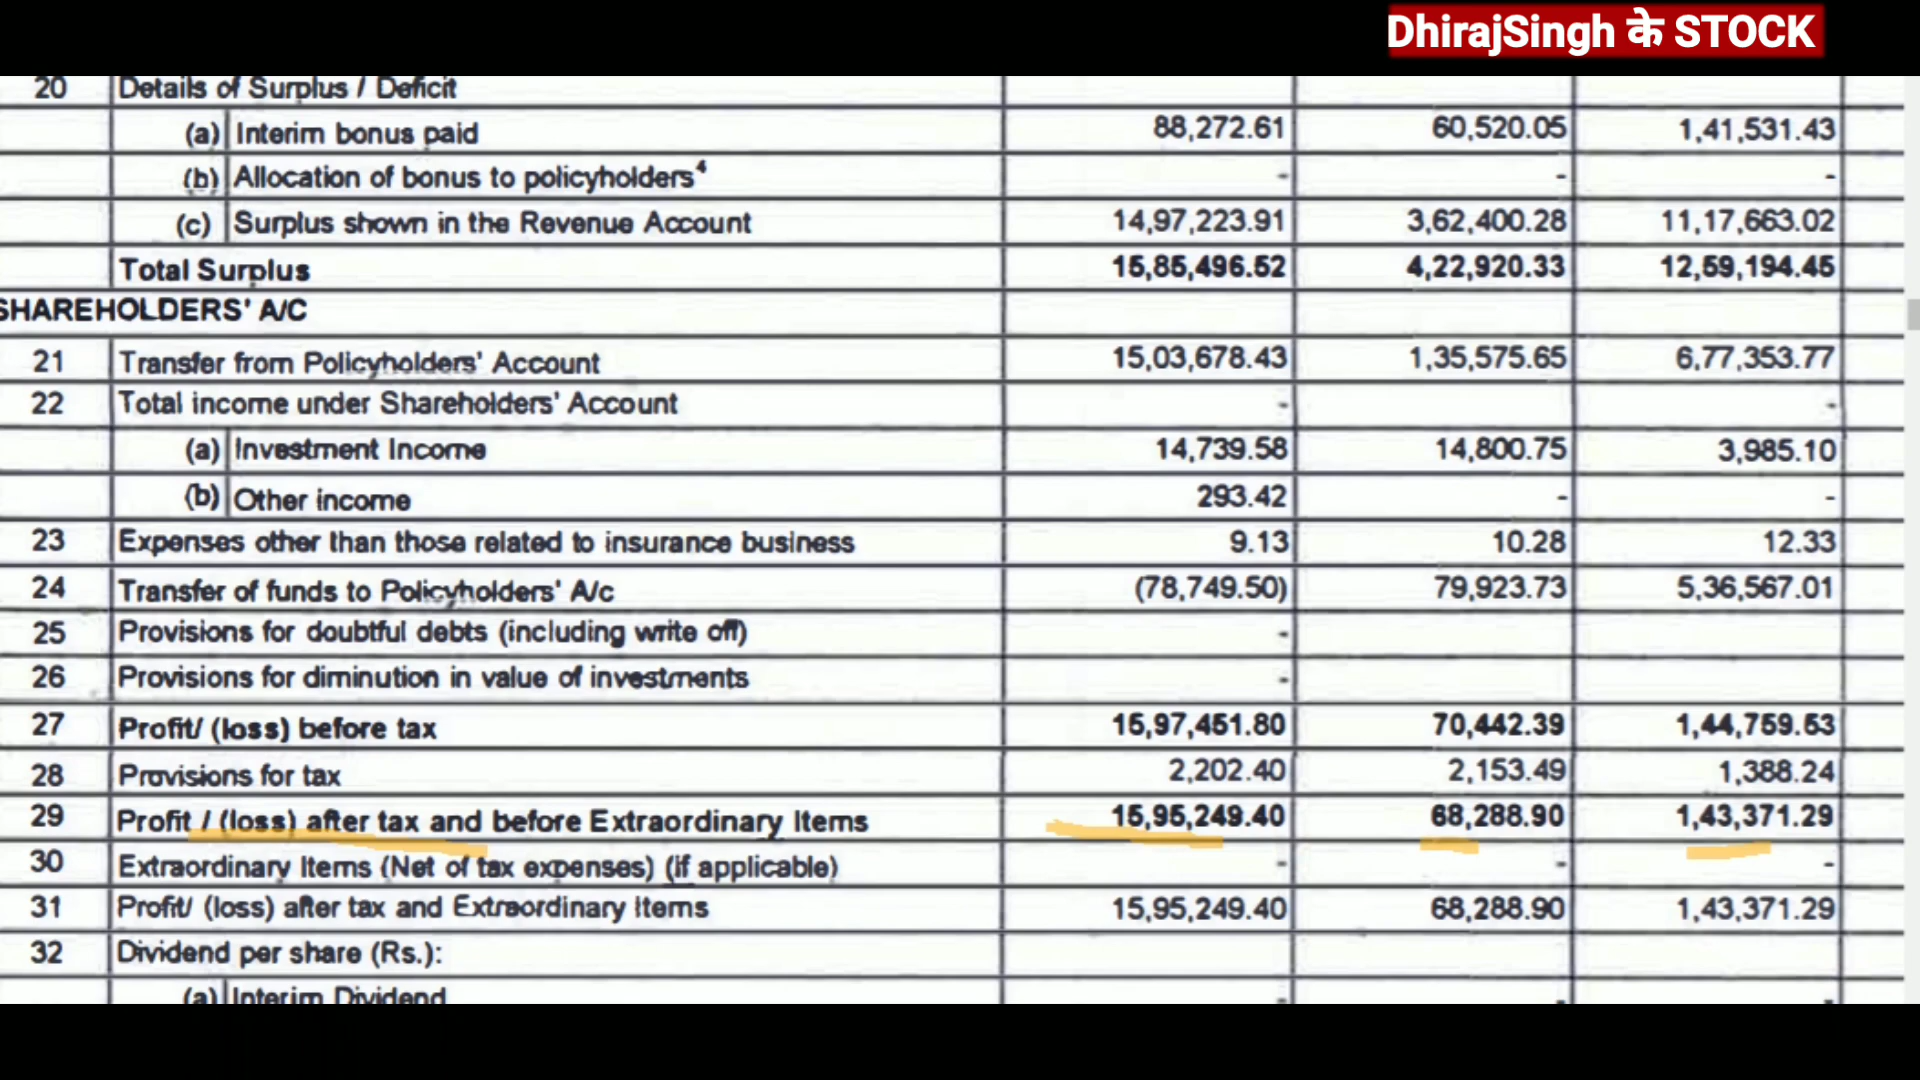 DhirajSingh के STOCK
20 Details of Surplus / Deficit
(a) Interim bonus paid 88,272.61 60,520.05 1,41,531.43
(b) Allocation of bonus to policyholders⁴ - - -
(c) Surplus shown in the Revenue Account 14,97,223.91 3,62,400.28 11,17,663.02
Total Surplus 15,85,496.52 4,22,920.33 12,59,194.45
SHAREHOLDERS' A/C
21 Transfer from Policyholders' Account 15,03,678.43 1,35,575.65 6,77,353.77
22 Total income under Shareholders' Account - -
(a) Investment Income 14,739.58 14,800.75 3,985.10
(b) Other income 293.42 - -
23 Expenses other than those related to insurance business 9.13 10.28 12.33
24 Transfer of funds to Policyholders' A/c (78,749.50) 79,923.73 5,36,567.01
25 Provisions for doubtful debts (including write off) -
26 Provisions for diminution in value of investments -
27 Profit/ (loss) before tax 15,97,451.80 70,442.39 1,44,759.53
28 Provisions for tax 2,202.40 2,153.49 1,388.24
29 Profit / (loss) after tax and before Extraordinary Items 15,95,249.40 68,288.90 1,43,371.29
30 Extraordinary Items (Net of tax expenses) (if applicable) - - -
31 Profit/ (loss) after tax and Extraordinary Items 15,95,249.40 68,288.90 1,43,371.29
32 Dividend per share (Rs.):
(a) Interim Dividend - - -